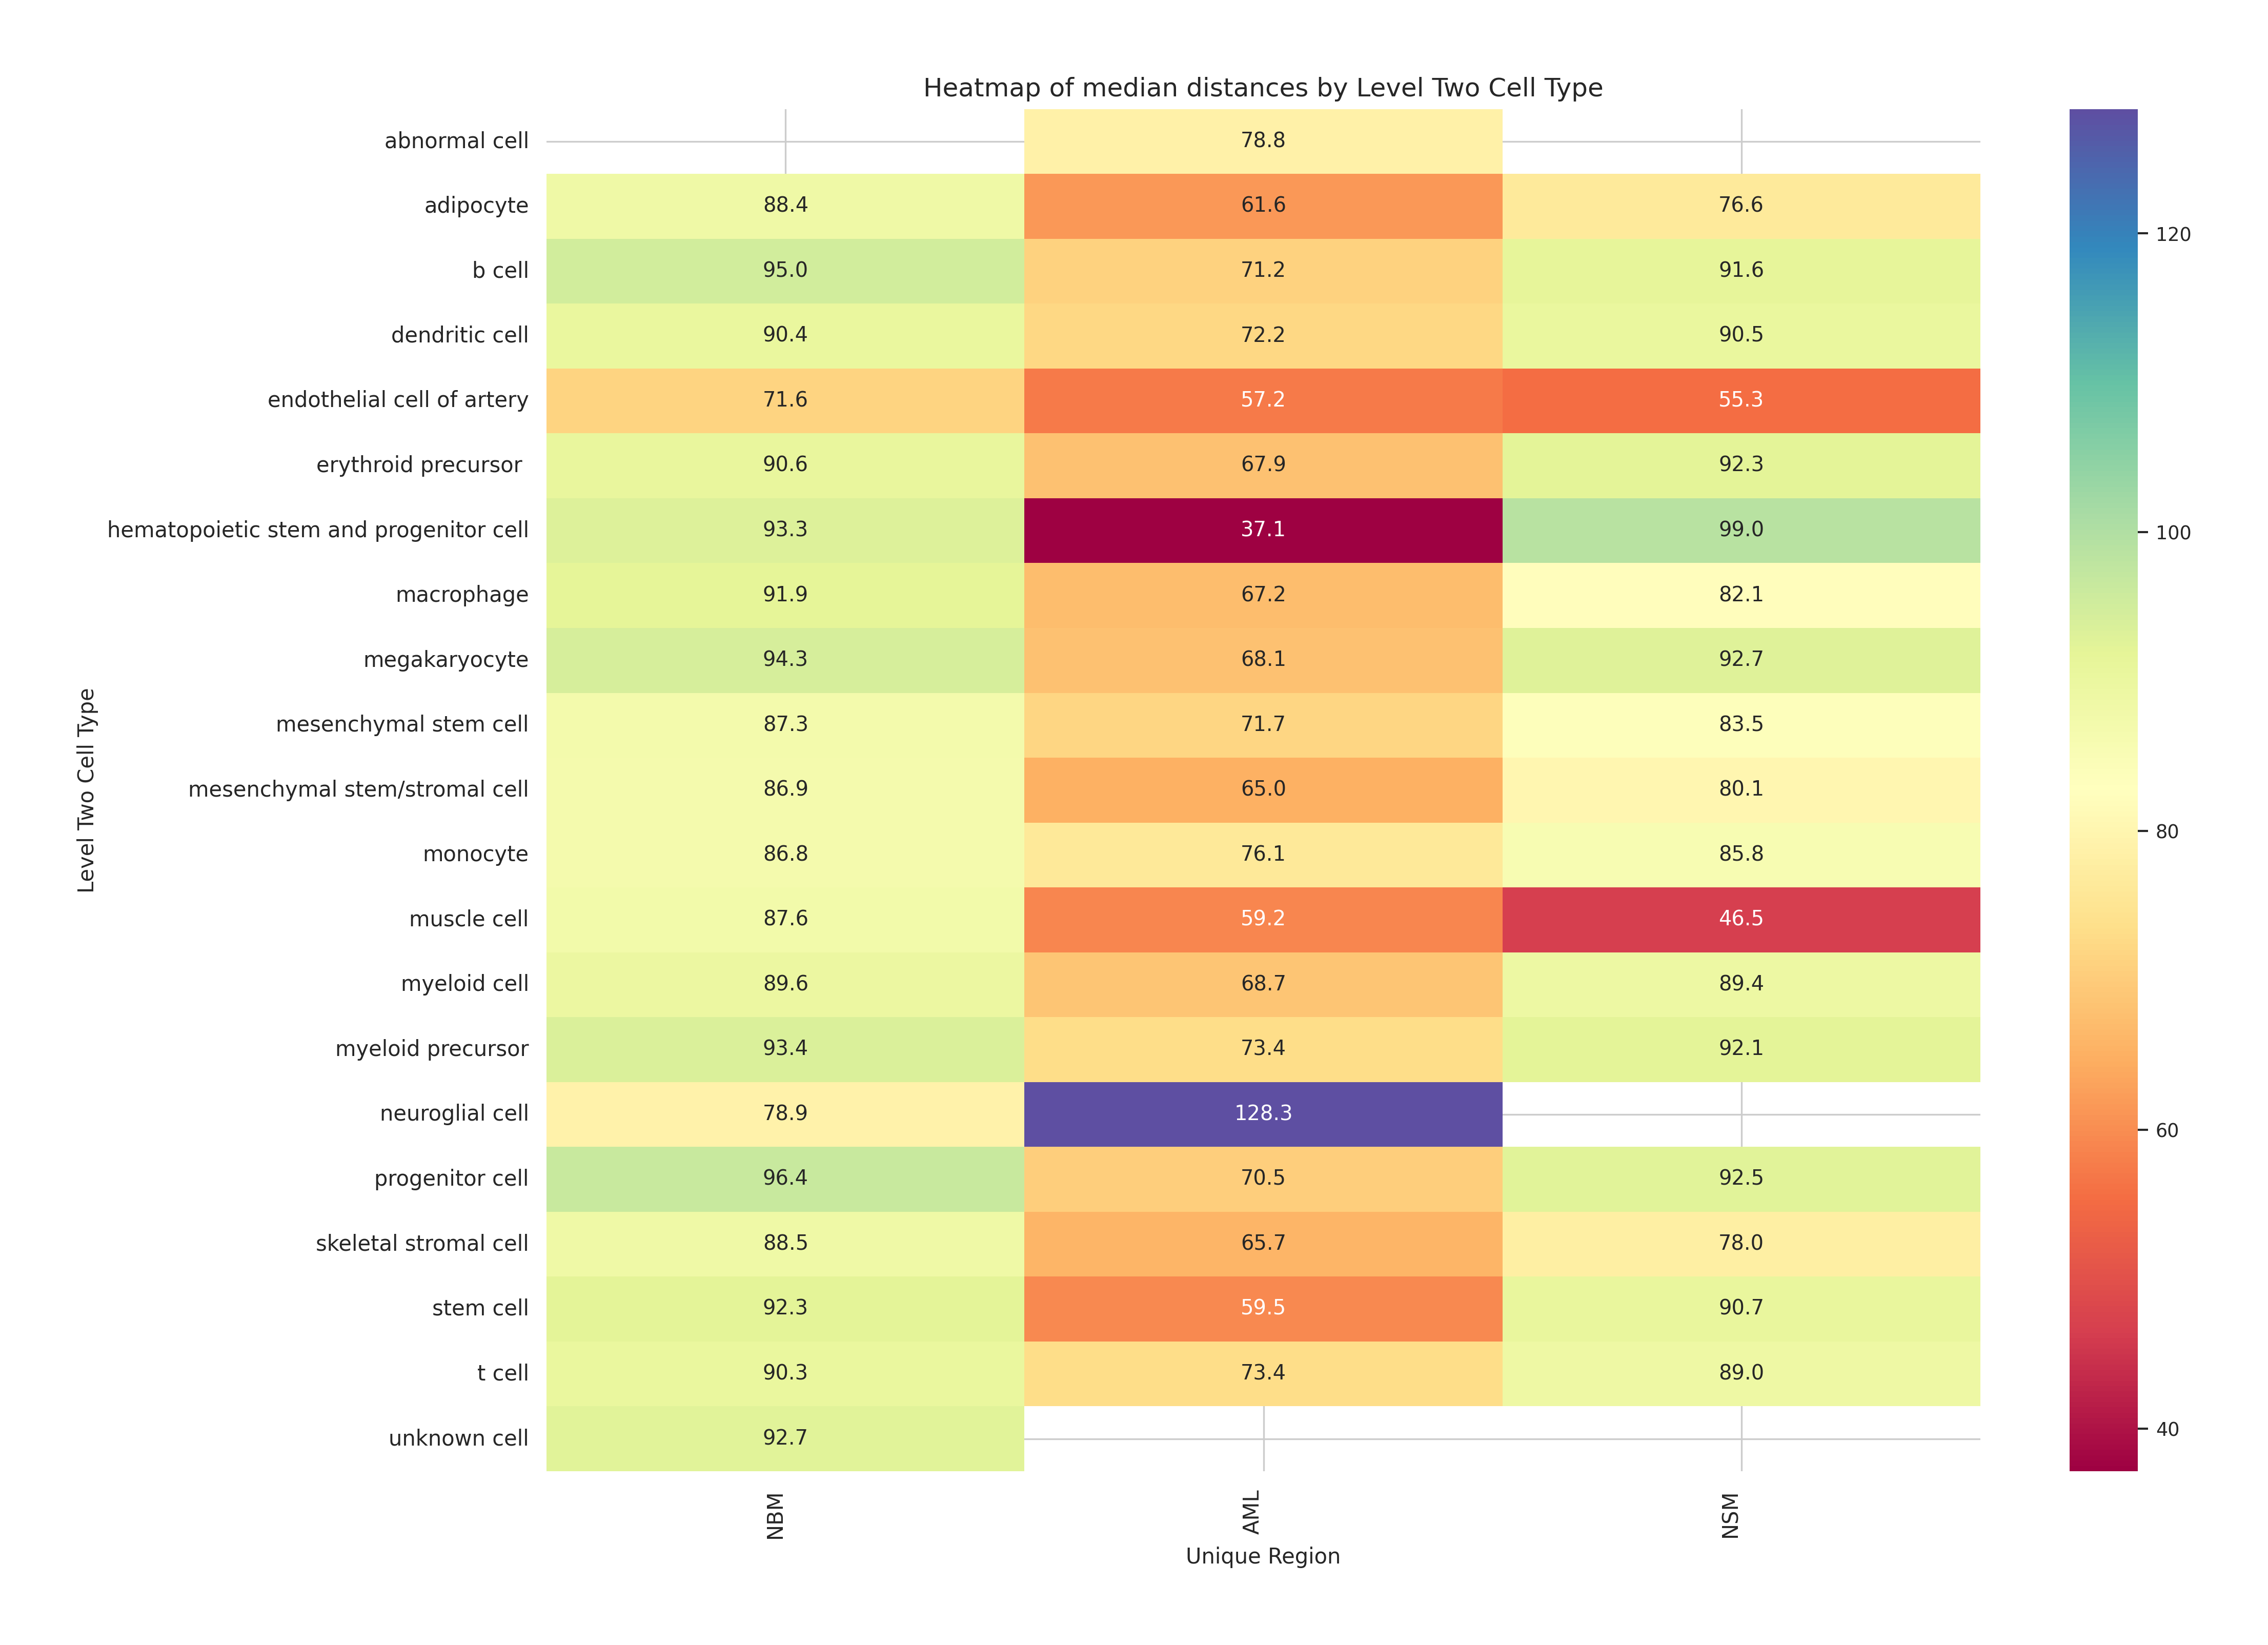 Heatmap of median distances by Level Two Cell Type
abnormal cell 78.8
adipocyte 88.4 61.6 76.6
b cell 95.0 71.2 91.6
dendritic cell 90.4 72.2 90.5
endothelial cell of artery 71.6 57.2 55.3
erythroid precursor 90.6 67.9 92.3
hematopoietic stem and progenitor cell 93.3 37.1 99.0
macrophage 91.9 67.2 82.1
megakaryocyte 94.3 68.1 92.7
mesenchymal stem cell 87.3 71.7 83.5
mesenchymal stem/stromal cell 86.9 65.0 80.1
monocyte 86.8 76.1 85.8
muscle cell 87.6 59.2 46.5
myeloid cell 89.6 68.7 89.4
myeloid precursor 93.4 73.4 92.1
neuroglial cell 78.9 128.3
progenitor cell 96.4 70.5 92.5
skeletal stromal cell 88.5 65.7 78.0
stem cell 92.3 59.5 90.7
t cell 90.3 73.4 89.0
unknown cell 92.7
NBM AML NSM
Unique Region
Level Two Cell Type
120
100
80
60
40